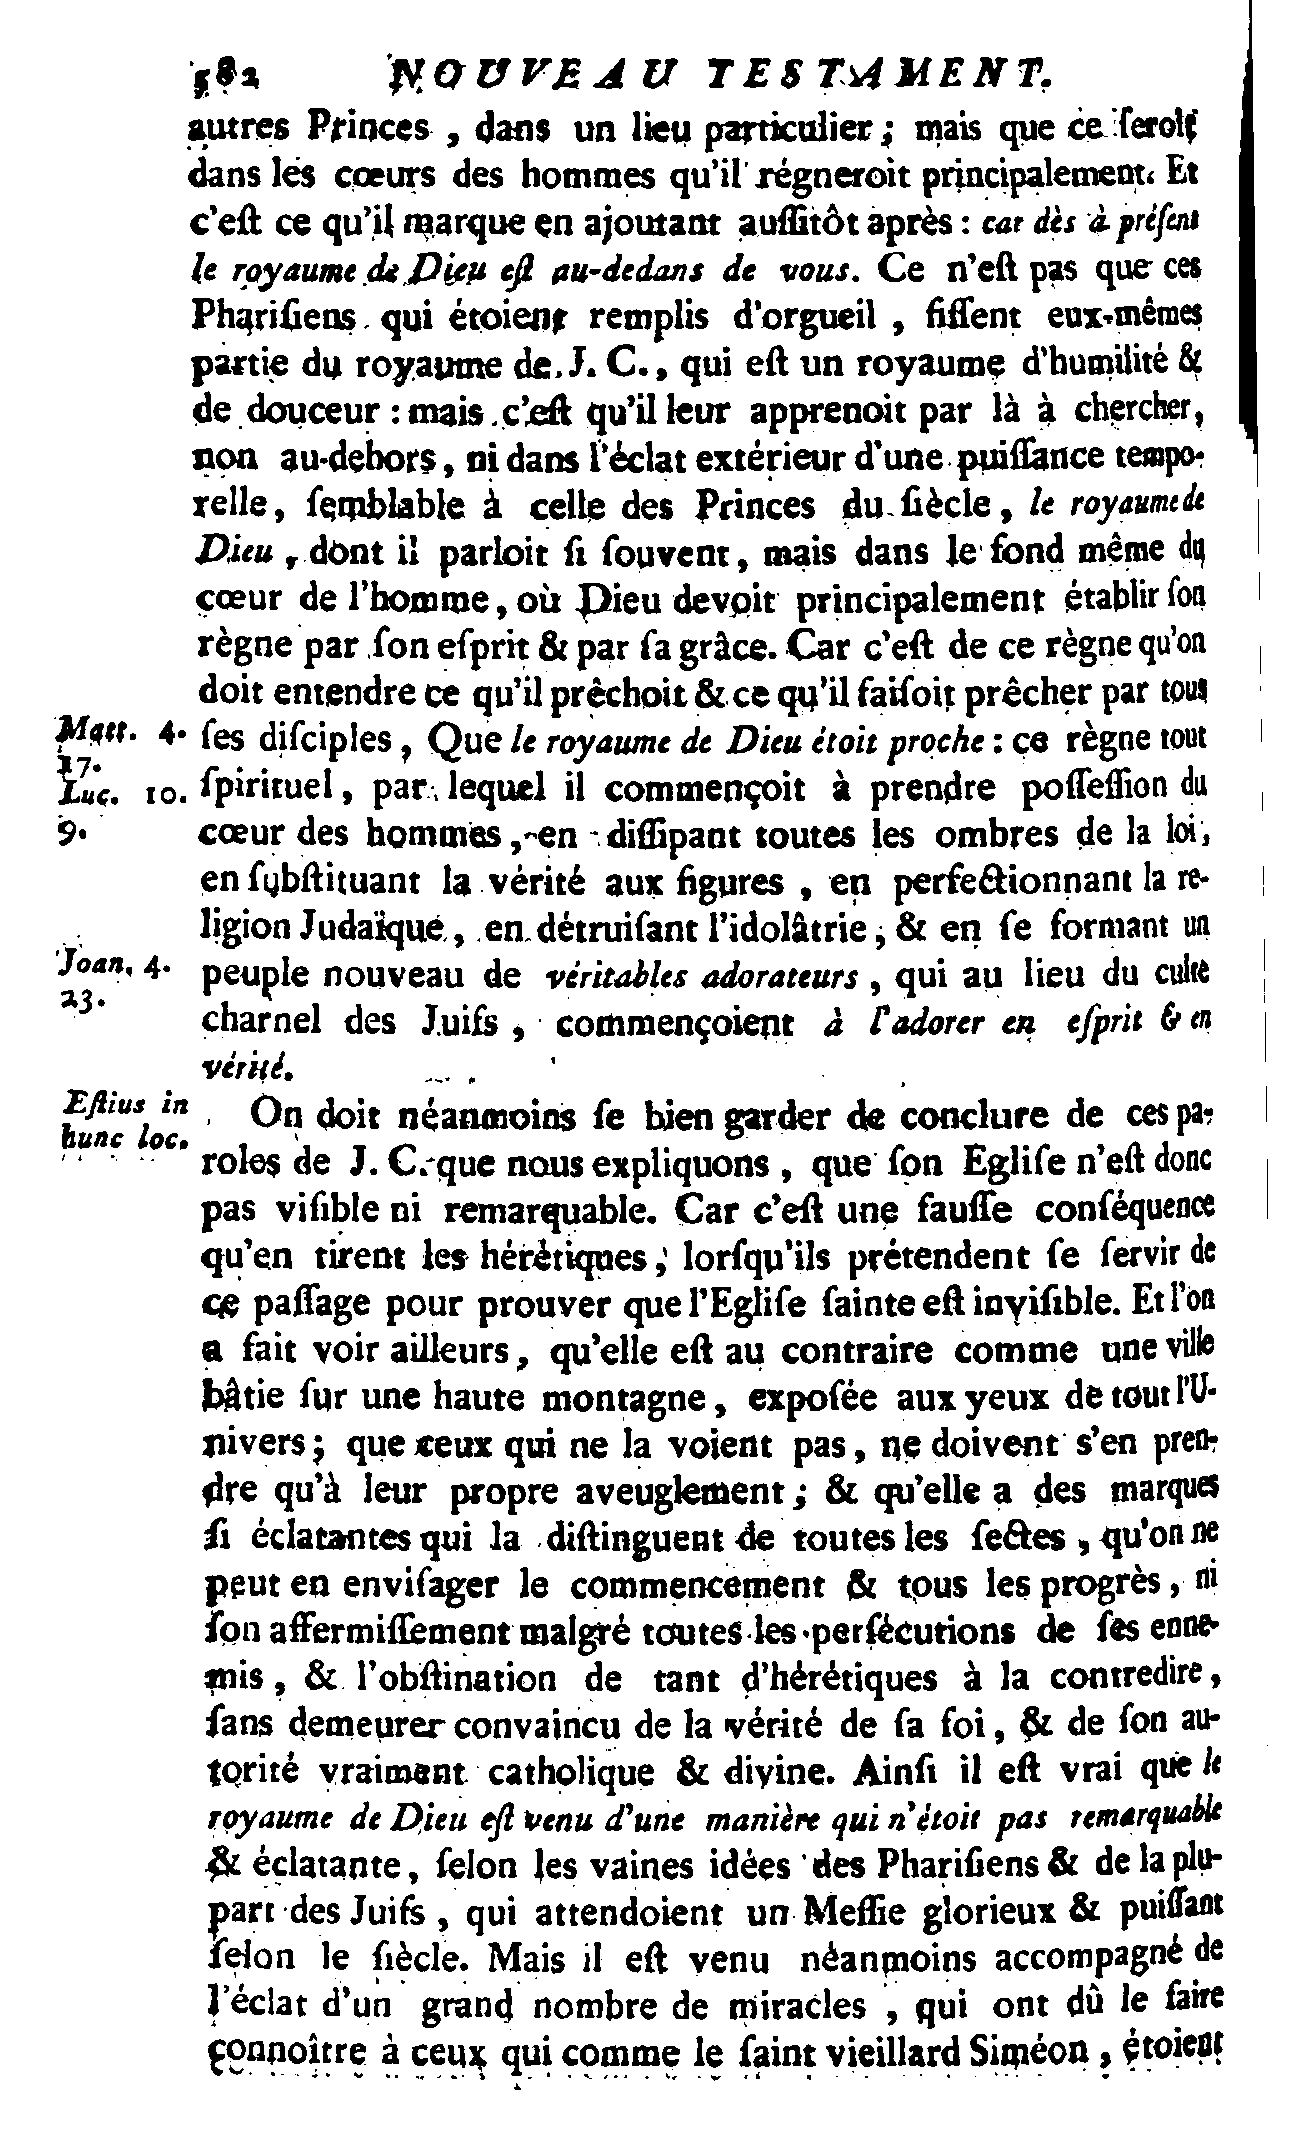 582 NOUVEAU TESTAMENT.
autres Princes, dans un lieu particulier; mais que ce ſeroit
dans les cœurs des hommes qu'il régneroit principalement. Et
c'eſt ce qu'il marque en ajoutant auſſitôt après : car dès à préſent
le royaume de Dieu eſt au-dedans de vous. Ce n'eſt pas que ces
Phariſiens qui étoient remplis d'orgueil, fiſſent eux-mêmes
partie du royaume de J. C., qui eſt un royaume d'humilité &
de douceur : mais c'eſt qu'il leur apprenoit par là à chercher,
non au-dehors, ni dans l'éclat extérieur d'une puiſſance tempo-
relle, ſemblable à celle des Princes du ſiècle, le royaume de
Dieu, dont il parloit ſi ſouvent, mais dans le fond même du
cœur de l'homme, où Dieu devoit principalement établir ſon
règne par ſon eſprit & par ſa grâce. Car c'eſt de ce règne qu'on
doit entendre ce qu'il prêchoit & ce qu'il faiſoit prêcher par tous
Matt. 4. ſes diſciples, Que le royaume de Dieu étoit proche : ce règne tout
17.
Luc. 10. ſpirituel, par lequel il commençoit à prendre poſſeſſion du
9. cœur des hommes, en diſſipant toutes les ombres de la loi,
en ſubſtituant la vérité aux figures, en perfectionnant la re-
ligion Judaïque, en détruiſant l'idolâtrie, & en ſe formant un
Joan. 4. peuple nouveau de véritables adorateurs, qui au lieu du culte
23. charnel des Juifs, commençoient à l'adorer en eſprit & en
vérité.
Eſtius in On doit néanmoins ſe bien garder de conclure de ces pa-
hunc loc. roles de J. C. que nous expliquons, que ſon Egliſe n'eſt donc
pas viſible ni remarquable. Car c'eſt une fauſſe conſéquence
qu'en tirent les hérétiques, lorſqu'ils prétendent ſe ſervir de
ce paſſage pour prouver que l'Egliſe ſainte eſt inviſible. Et l'on
a fait voir ailleurs, qu'elle eſt au contraire comme une ville
bâtie ſur une haute montagne, expoſée aux yeux de tout l'U-
nivers; que ceux qui ne la voient pas, ne doivent s'en pren-
dre qu'à leur propre aveuglement; & qu'elle a des marques
ſi éclatantes qui la diſtinguent de toutes les ſectes, qu'on ne
peut en enviſager le commencement & tous les progrès, ni
ſon affermiſſement malgré toutes les perſécutions de ſes enne-
mis, & l'obſtination de tant d'hérétiques à la contredire,
ſans demeurer convaincu de la vérité de ſa foi, & de ſon au-
torité vraiment catholique & divine. Ainſi il eſt vrai que le
royaume de Dieu eſt venu d'une manière qui n'étoit pas remarquable
& éclatante, ſelon les vaines idées des Phariſiens & de la plu-
part des Juifs, qui attendoient un Meſſie glorieux & puiſſant
ſelon le ſiècle. Mais il eſt venu néanmoins accompagné de
l'éclat d'un grand nombre de miracles, qui ont dû le faire
connoître à ceux qui comme le ſaint vieillard Siméon, étoient